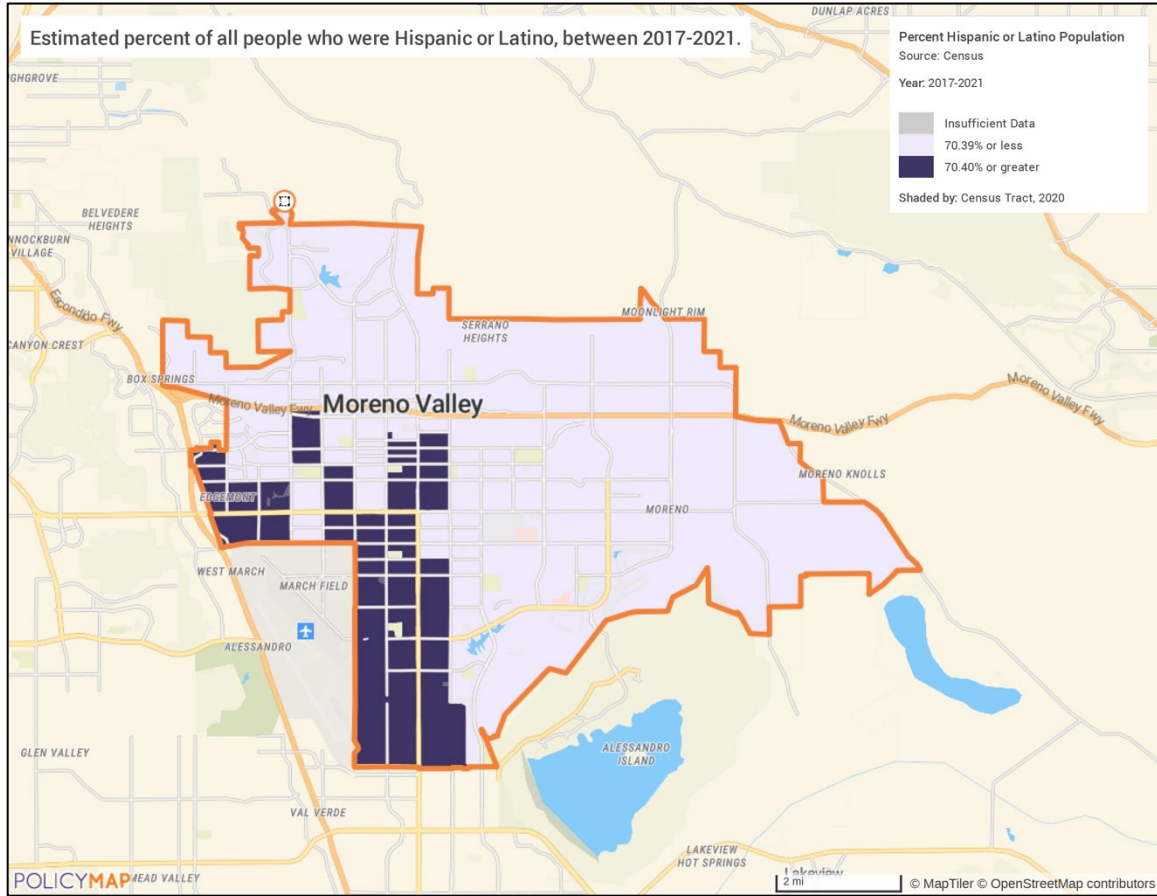 Estimated percent of all people who were Hispanic or Latino, between 2017-2021.
Percent Hispanic or Latino Population
Source: Census
Year: 2017-2021
Insufficient Data
70.39% or less
70.40% or greater
Shaded by: Census Tract, 2020
DUNLAP ACRES
GHGROVE
BELVEDERE
HEIGHTS
NNOCKBURN
VILLAGE
Escondido Fwy
CANYON CREST
BOX SPRINGS
MOONLIGHT RIM
SERRANO
HEIGHTS
Moreno Valley Fwy
Moreno Valley
Moreno Valley Fwy
Moreno Valley Fwy
MORENO KNOLLS
EDGEMONT
MORENO
WEST MARCH
MARCH FIELD
ALESSANDRO
GLEN VALLEY
ALESSANDRO
ISLAND
VAL VERDE
LAKEVIEW
HOT SPRINGS
Lakeview
POLICYMAP
MEAD VALLEY
2 mi
© MapTiler © OpenStreetMap contributors